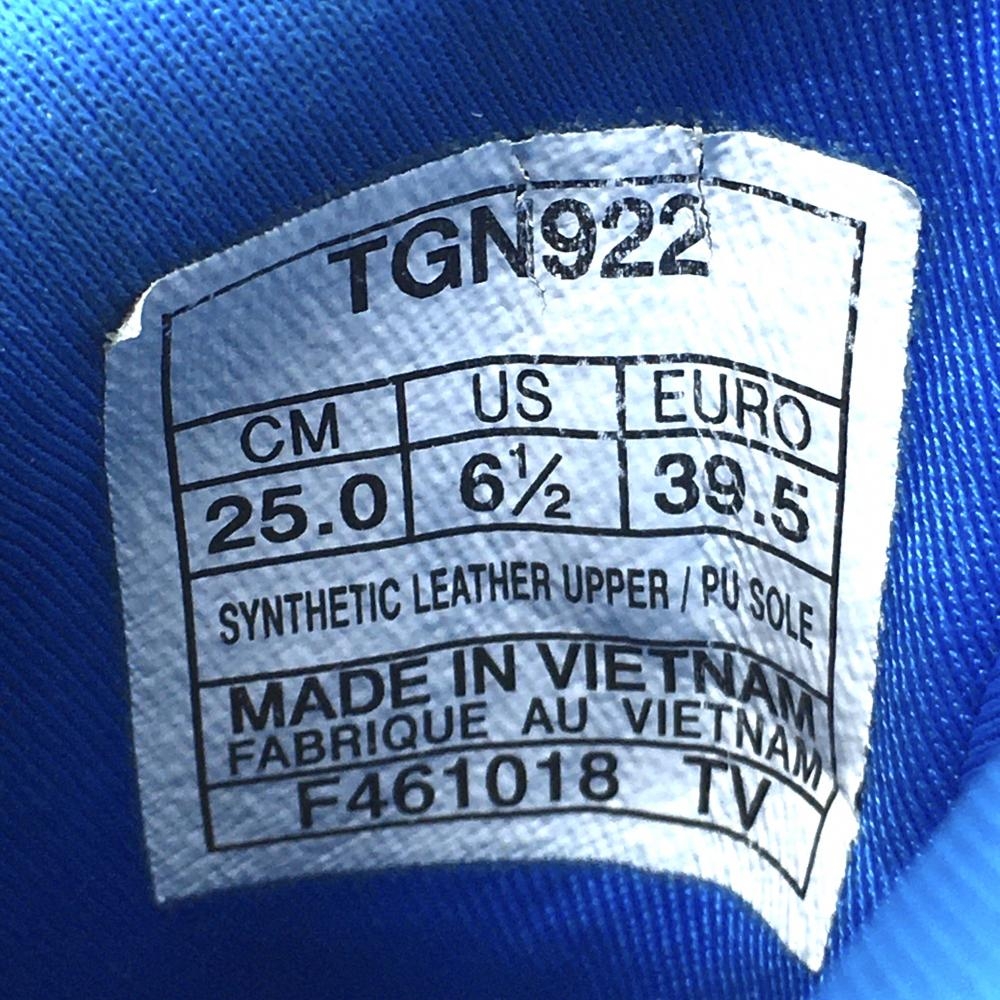 TGN922
CM US EURO
25.0 6½ 39.5
SYNTHETIC LEATHER UPPER / PU SOLE
MADE IN VIETNAM
FABRIQUE AU VIETNAM
F461018 TV